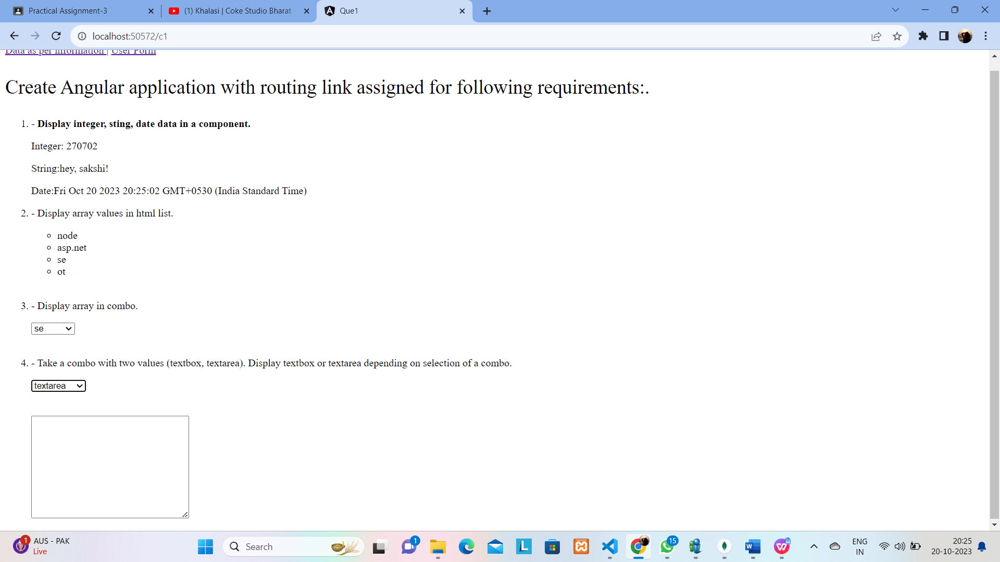 Practical Assignment-3
(1) Khalasi | Coke Studio Bharat -
Que1
localhost:50572/c1
Data as per information | User Form
Create Angular application with routing link assigned for following requirements:.
1. - Display integer, sting, date data in a component.
Integer: 270702
String:hey, sakshi!
Date:Fri Oct 20 2023 20:25:02 GMT+0530 (India Standard Time)
2. - Display array values in html list.
node
asp.net
se
ot
3. - Display array in combo.
se
4. - Take a combo with two values (textbox, textarea). Display textbox or textarea depending on selection of a combo.
textarea
1
AUS - PAK
Live
Search
1
L
15
W
ENG
IN
20:25
20-10-2023